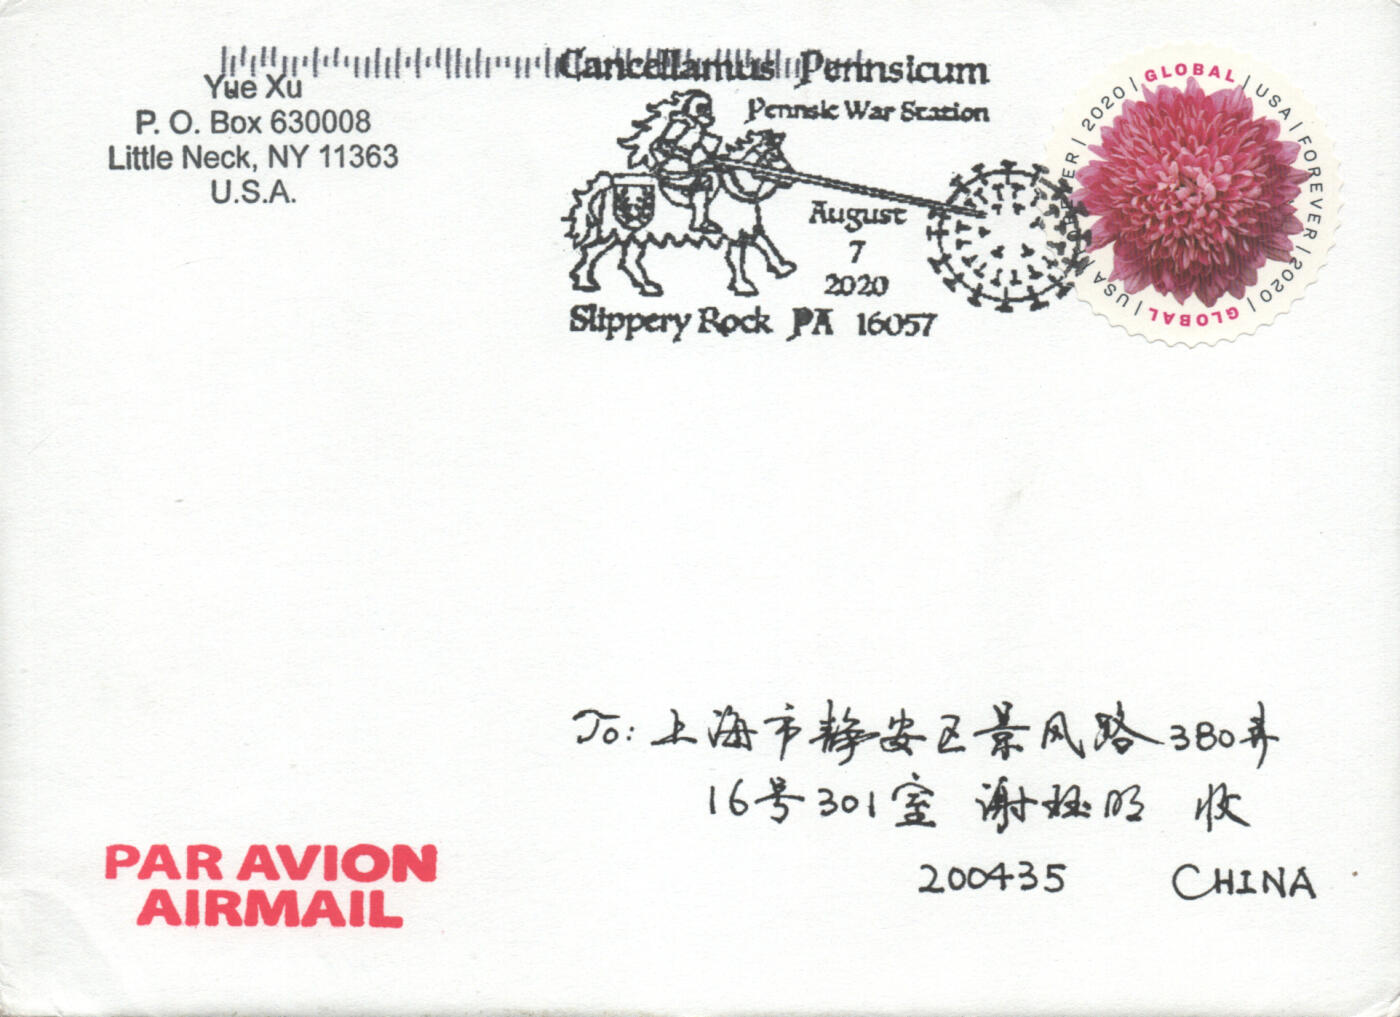 Yue Xu
P. O. Box 630008
Little Neck, NY 11363
U.S.A.
Cancellamus Pennsicum
Pennsic War Station
August
7
2020
Slippery Rock PA 16057
GLOBAL | USA | FOREVER | 2020 | GLOBAL | USA | FOREVER | 2020 |
To: 上海市静安区景凤路380弄
16号301室 谢 明 收
200435 CHINA
PAR AVION
AIRMAIL